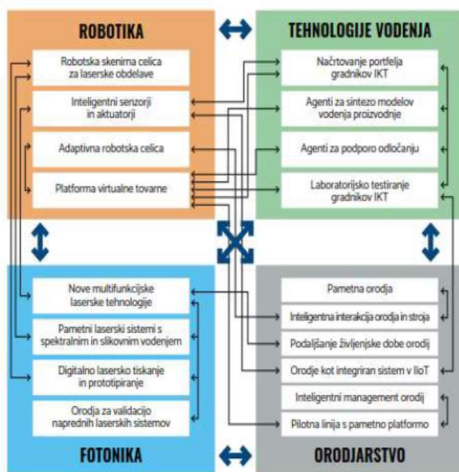 ROBOTIKA
Robotska skenirna celica
za laserske obdelave
Inteligentni senzorji
in aktuatorji
Adaptivna robotska celica
Platforma virtualne tovarne
TEHNOLOGIJE VODENJA
Načrtovanje portfelja
gradnikov IKT
Agenti za sintezo modelov
vodenja proizvodnje
Agenti za podporo odločanju
Laboratorijsko testiranje
gradnikov IKT
Nove multifunkcijske
laserske tehnologije
Pametni laserski sistemi s
spektralnim in slikovnim vodenjem
Digitalno lasersko tiskanje
in prototipiranje
Orodja za validacijo
naprednih laserskih sistemov
FOTONIKA
Pametna orodja
Inteligentna interakcija orodja in stroja
Podaljšanje življenjske dobe orodij
Orodje kot integriran sistem v IIoT
Inteligentni management orodij
Pilotna linija s pametno platformo
ORODJARSTVO